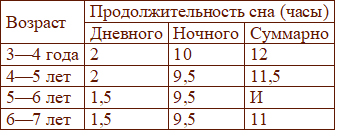 Возраст Продолжительность сна (часы)
Дневного Ночного Суммарно
3—4 года 2 10 12
4—5 лет 2 9,5 11,5
5—6 лет 1,5 9,5 И
6—7 лет 1,5 9,5 11